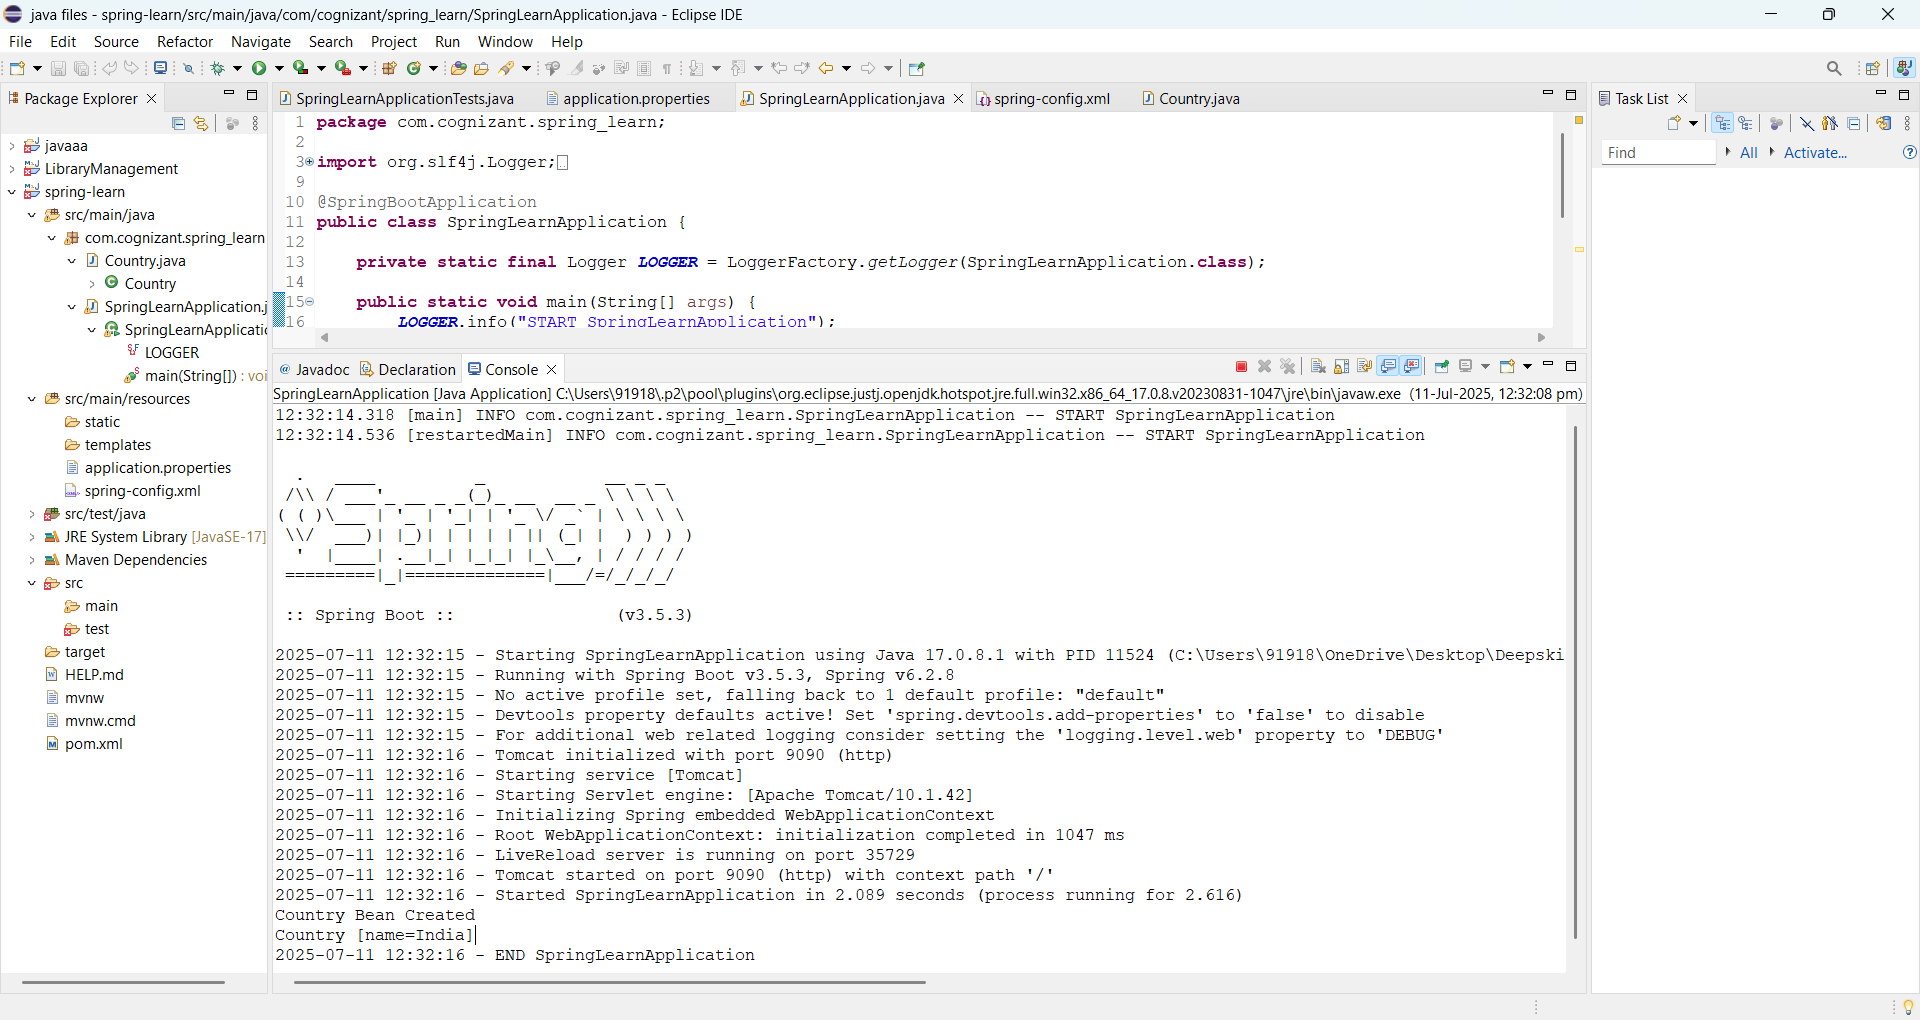 java files - spring-learn/src/main/java/com/cognizant/spring_learn/SpringLearnApplication.java - Eclipse IDE
File Edit Source Refactor Navigate Search Project Run Window Help
Package Explorer
javaaa
LibraryManagement
spring-learn
src/main/java
com.cognizant.spring_learn
Country.java
Country
SpringLearnApplication.j
SpringLearnApplicatio
LOGGER
main(String[]) : voi
src/main/resources
static
templates
application.properties
spring-config.xml
src/test/java
JRE System Library [JavaSE-17]
Maven Dependencies
src
main
test
target
HELP.md
mvnw
mvnw.cmd
pom.xml
SpringLearnApplicationTests.java application.properties SpringLearnApplication.java spring-config.xml Country.java
1 package com.cognizant.spring_learn;
2
3 import org.slf4j.Logger;
9
10 @SpringBootApplication
11 public class SpringLearnApplication {
12
13 private static final Logger LOGGER = LoggerFactory.getLogger(SpringLearnApplication.class);
14
15 public static void main(String[] args) {
16 LOGGER.info("START SpringLearnApplication");
@ Javadoc Declaration Console
SpringLearnApplication [Java Application] C:\Users\91918\.p2\pool\plugins\org.eclipse.justj.openjdk.hotspot.jre.full.win32.x86_64_17.0.8.v20230831-1047\jre\bin\javaw.exe (11-Jul-2025, 12:32:08 pm)
12:32:14.318 [main] INFO com.cognizant.spring_learn.SpringLearnApplication -- START SpringLearnApplication
12:32:14.536 [restartedMain] INFO com.cognizant.spring_learn.SpringLearnApplication -- START SpringLearnApplication
  .   ____          _            __ _ _
 /\\ / ___'_ __ _ _(_)_ __  __ _ \ \ \ \
( ( )\___ | '_ | '_| | '_ \/ _` | \ \ \ \
 \\/  ___)| |_)| | | | | || (_| |  ) ) ) )
  '  |____| .__|_| |_|_| |_\__, | / / / /
 =========|_|==============|___/=/_/_/_/
:: Spring Boot :: (v3.5.3)
2025-07-11 12:32:15 - Starting SpringLearnApplication using Java 17.0.8.1 with PID 11524 (C:\Users\91918\OneDrive\Desktop\Deepski
2025-07-11 12:32:15 - Running with Spring Boot v3.5.3, Spring v6.2.8
2025-07-11 12:32:15 - No active profile set, falling back to 1 default profile: "default"
2025-07-11 12:32:15 - Devtools property defaults active! Set 'spring.devtools.add-properties' to 'false' to disable
2025-07-11 12:32:15 - For additional web related logging consider setting the 'logging.level.web' property to 'DEBUG'
2025-07-11 12:32:16 - Tomcat initialized with port 9090 (http)
2025-07-11 12:32:16 - Starting service [Tomcat]
2025-07-11 12:32:16 - Starting Servlet engine: [Apache Tomcat/10.1.42]
2025-07-11 12:32:16 - Initializing Spring embedded WebApplicationContext
2025-07-11 12:32:16 - Root WebApplicationContext: initialization completed in 1047 ms
2025-07-11 12:32:16 - LiveReload server is running on port 35729
2025-07-11 12:32:16 - Tomcat started on port 9090 (http) with context path '/'
2025-07-11 12:32:16 - Started SpringLearnApplication in 2.089 seconds (process running for 2.616)
Country Bean Created
Country [name=India]
2025-07-11 12:32:16 - END SpringLearnApplication
Task List
Find All Activate...